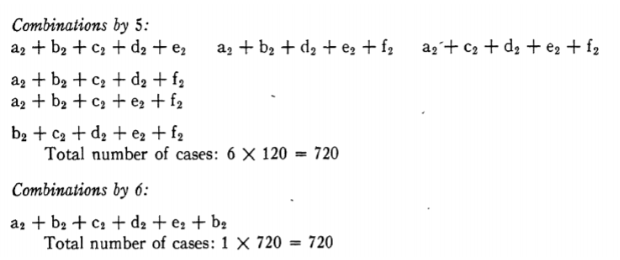 Combinations by 5:
a₂ + b₂ + c₂ + d₂ + e₂ a₂ + b₂ + d₂ + e₂ + f₂ a₂ + c₂ + d₂ + e₂ + f₂
a₂ + b₂ + c₂ + d₂ + f₂
a₂ + b₂ + c₂ + e₂ + f₂
b₂ + c₂ + d₂ + e₂ + f₂
Total number of cases: 6 × 120 = 720
Combinations by 6:
a₂ + b₂ + c₂ + d₂ + e₂ + b₂
Total number of cases: 1 × 720 = 720